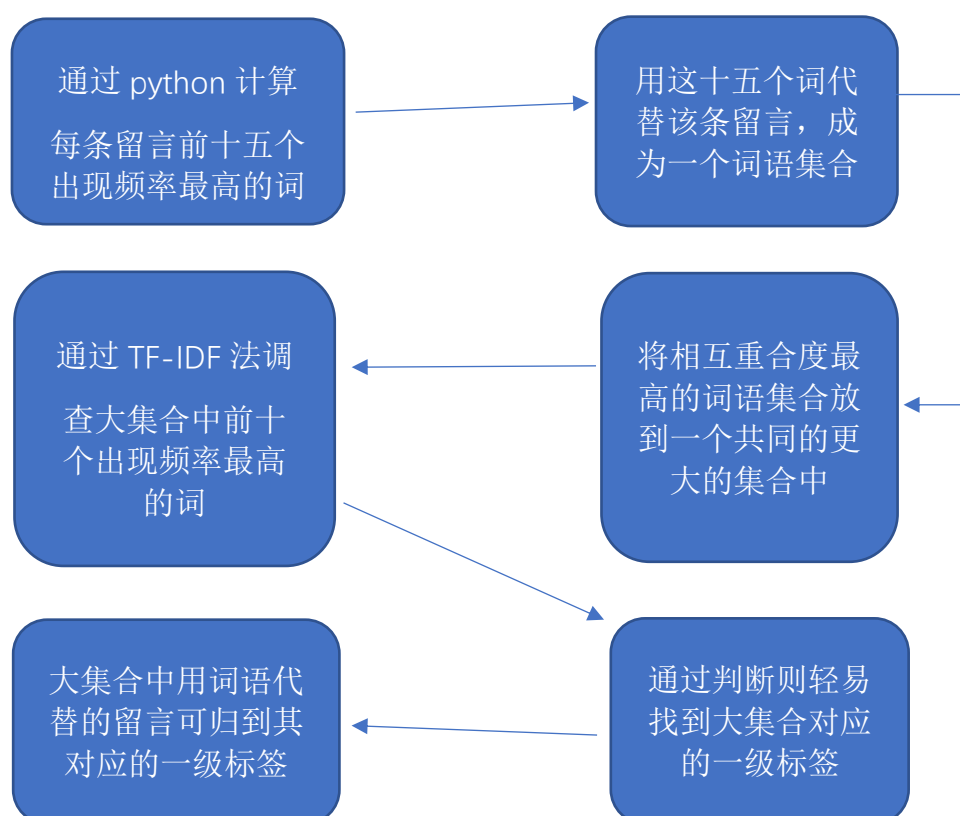 通过 python 计算
每条留言前十五个
出现频率最高的词
用这十五个词代
替该条留言，成
为一个词语集合
将相互重合度最
高的词语集合放
到一个共同的更
大的集合中
通过 TF-IDF 法调
查大集合中前十
个出现频率最高
的词
通过判断则轻易
找到大集合对应
的一级标签
大集合中用词语代
替的留言可归到其
对应的一级标签